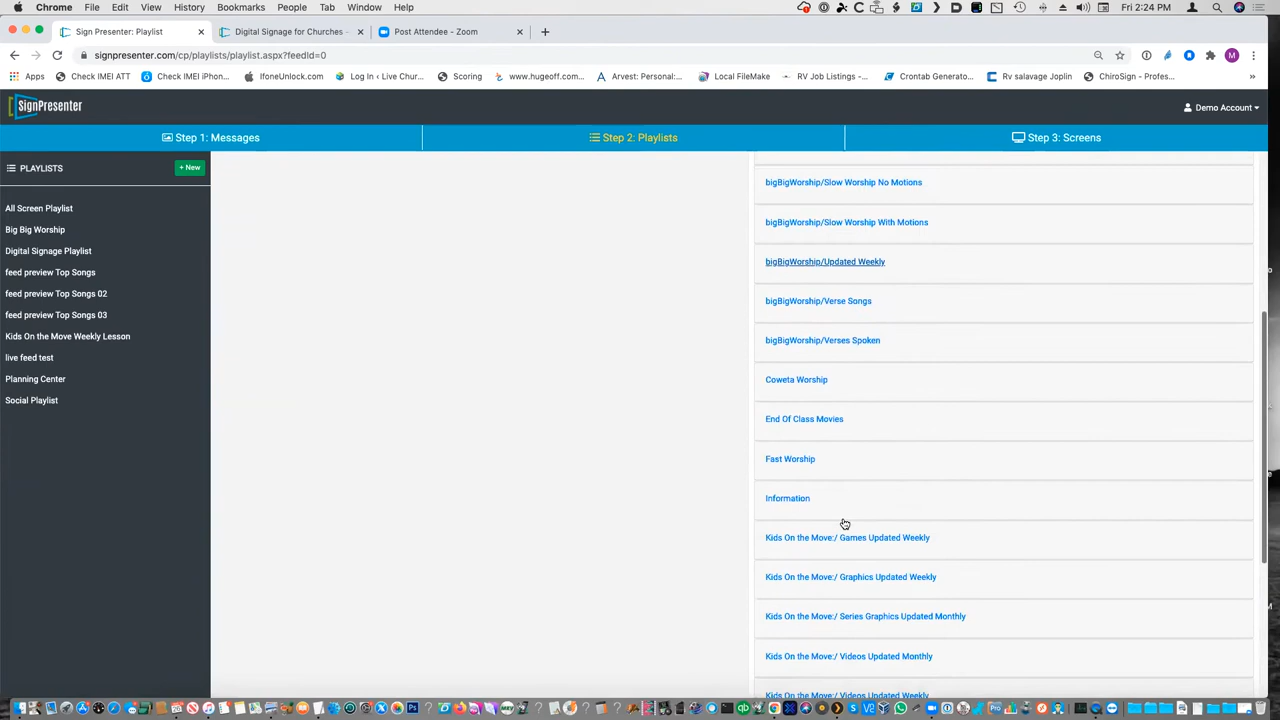 Chrome File Edit View History Bookmarks People Tab Window Help
Fri 2:24 PM
Sign Presenter: Playlist
Digital Signage for Churches -
Post Attendee - Zoom
signpresenter.com/cp/playlists/playlist.aspx?feedId=0
Apps Check IMEI ATT Check IMEI iPhon... IfoneUnlock.com Log In ‹ Live Chur... Scoring www.hugeoff.com... Arvest: Personal:... Local FileMake RV Job Listings -... Crontab Generato... Rv salavage Joplin ChiroSign - Profes... »
SignPresenter
Demo Account
Step 1: Messages
Step 2: Playlists
Step 3: Screens
PLAYLISTS
+ New
All Screen Playlist
Big Big Worship
Digital Signage Playlist
feed preview Top Songs
feed preview Top Songs 02
feed preview Top Songs 03
Kids On the Move Weekly Lesson
live feed test
Planning Center
Social Playlist
bigBigWorship/Slow Worship No Motions
bigBigWorship/Slow Worship With Motions
bigBigWorship/Updated Weekly
bigBigWorship/Verse Songs
bigBigWorship/Verses Spoken
Coweta Worship
End Of Class Movies
Fast Worship
Information
Kids On the Move:/ Games Updated Weekly
Kids On the Move:/ Graphics Updated Weekly
Kids On the Move:/ Series Graphics Updated Monthly
Kids On the Move:/ Videos Updated Monthly
Kids On the Move:/ Videos Updated Weekly